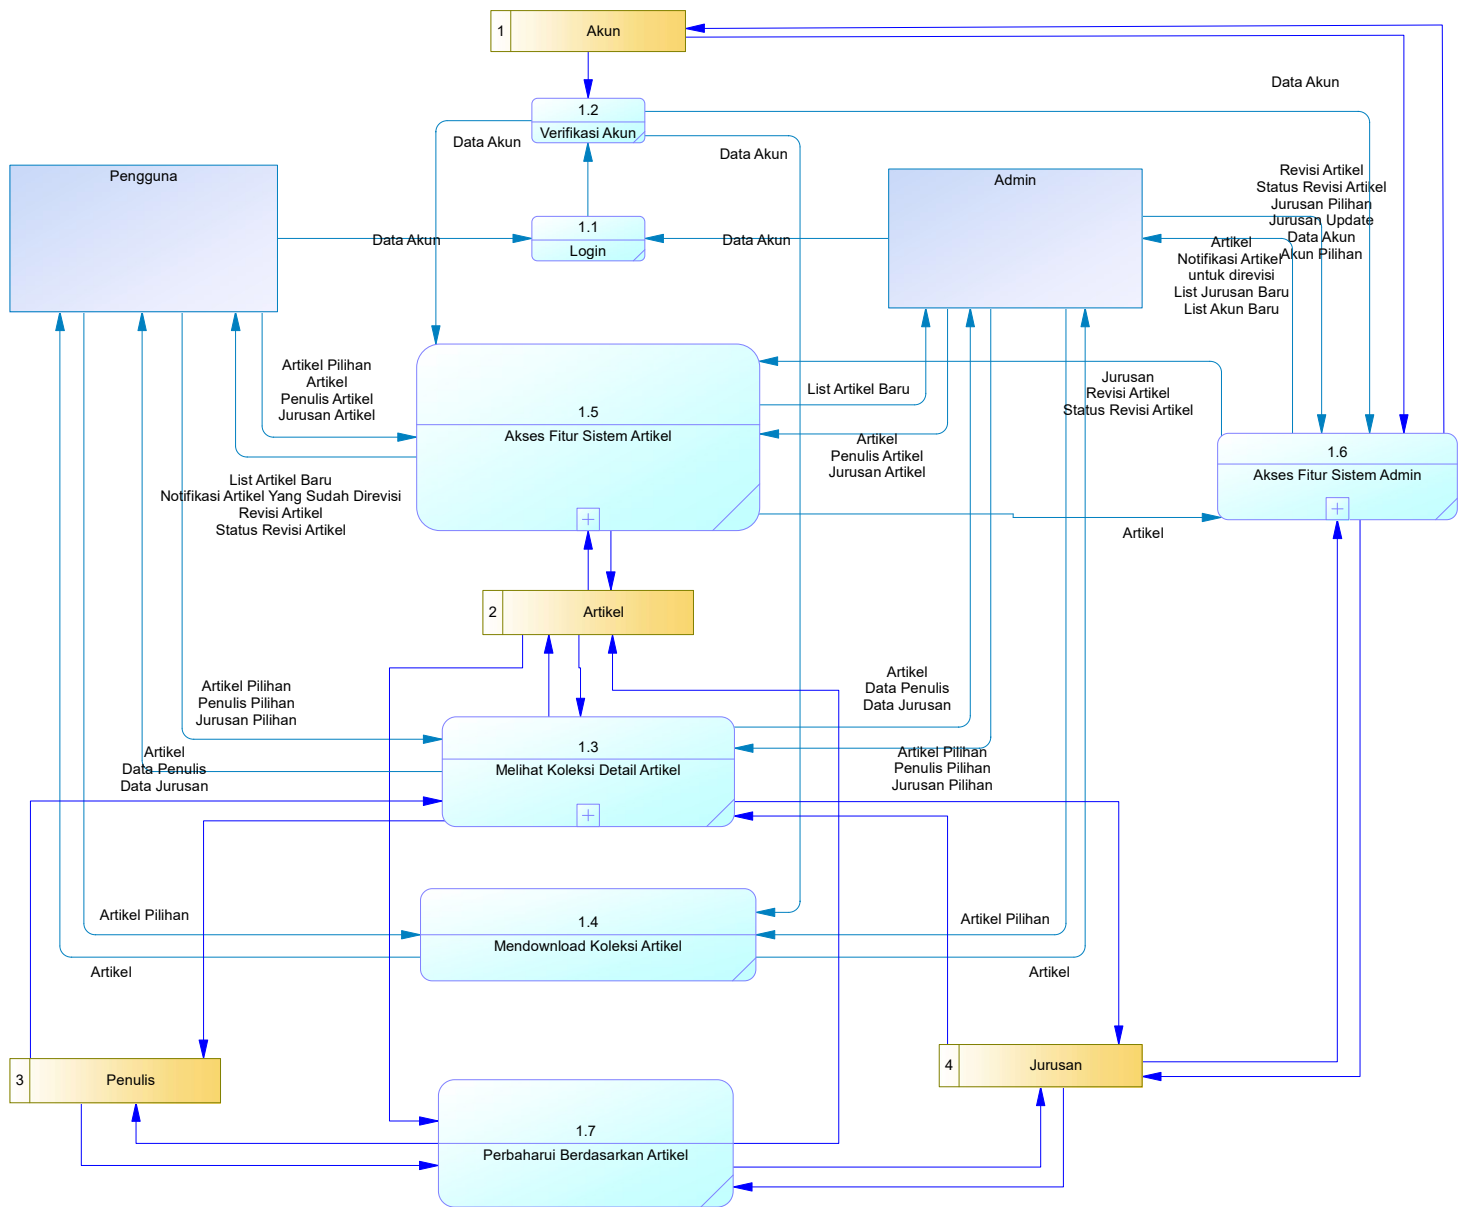 1
Akun
Data Akun
1.2
Verifikasi Akun
Data Akun
Data Akun
Pengguna
Admin
Revisi Artikel
Status Revisi Artikel
Jurusan Pilihan
Jurusan Update
Data Akun
Akun Pilihan
1.1
Login
Data Akun
Data Akun
Artikel
Notifikasi Artikel
untuk direvisi
List Jurusan Baru
List Akun Baru
Artikel Pilihan
Artikel
Penulis Artikel
Jurusan Artikel
List Artikel Baru
Jurusan
Revisi Artikel
Status Revisi Artikel
1.5
Akses Fitur Sistem Artikel
Artikel
Penulis Artikel
Jurusan Artikel
1.6
Akses Fitur Sistem Admin
List Artikel Baru
Notifikasi Artikel Yang Sudah Direvisi
Revisi Artikel
Status Revisi Artikel
Artikel
2
Artikel
Artikel Pilihan
Penulis Pilihan
Jurusan Pilihan
Artikel
Data Penulis
Data Jurusan
1.3
Melihat Koleksi Detail Artikel
Artikel
Data Penulis
Data Jurusan
Artikel Pilihan
Penulis Pilihan
Jurusan Pilihan
Artikel Pilihan
1.4
Mendownload Koleksi Artikel
Artikel Pilihan
Artikel
Artikel
3
Penulis
4
Jurusan
1.7
Perbaharui Berdasarkan Artikel